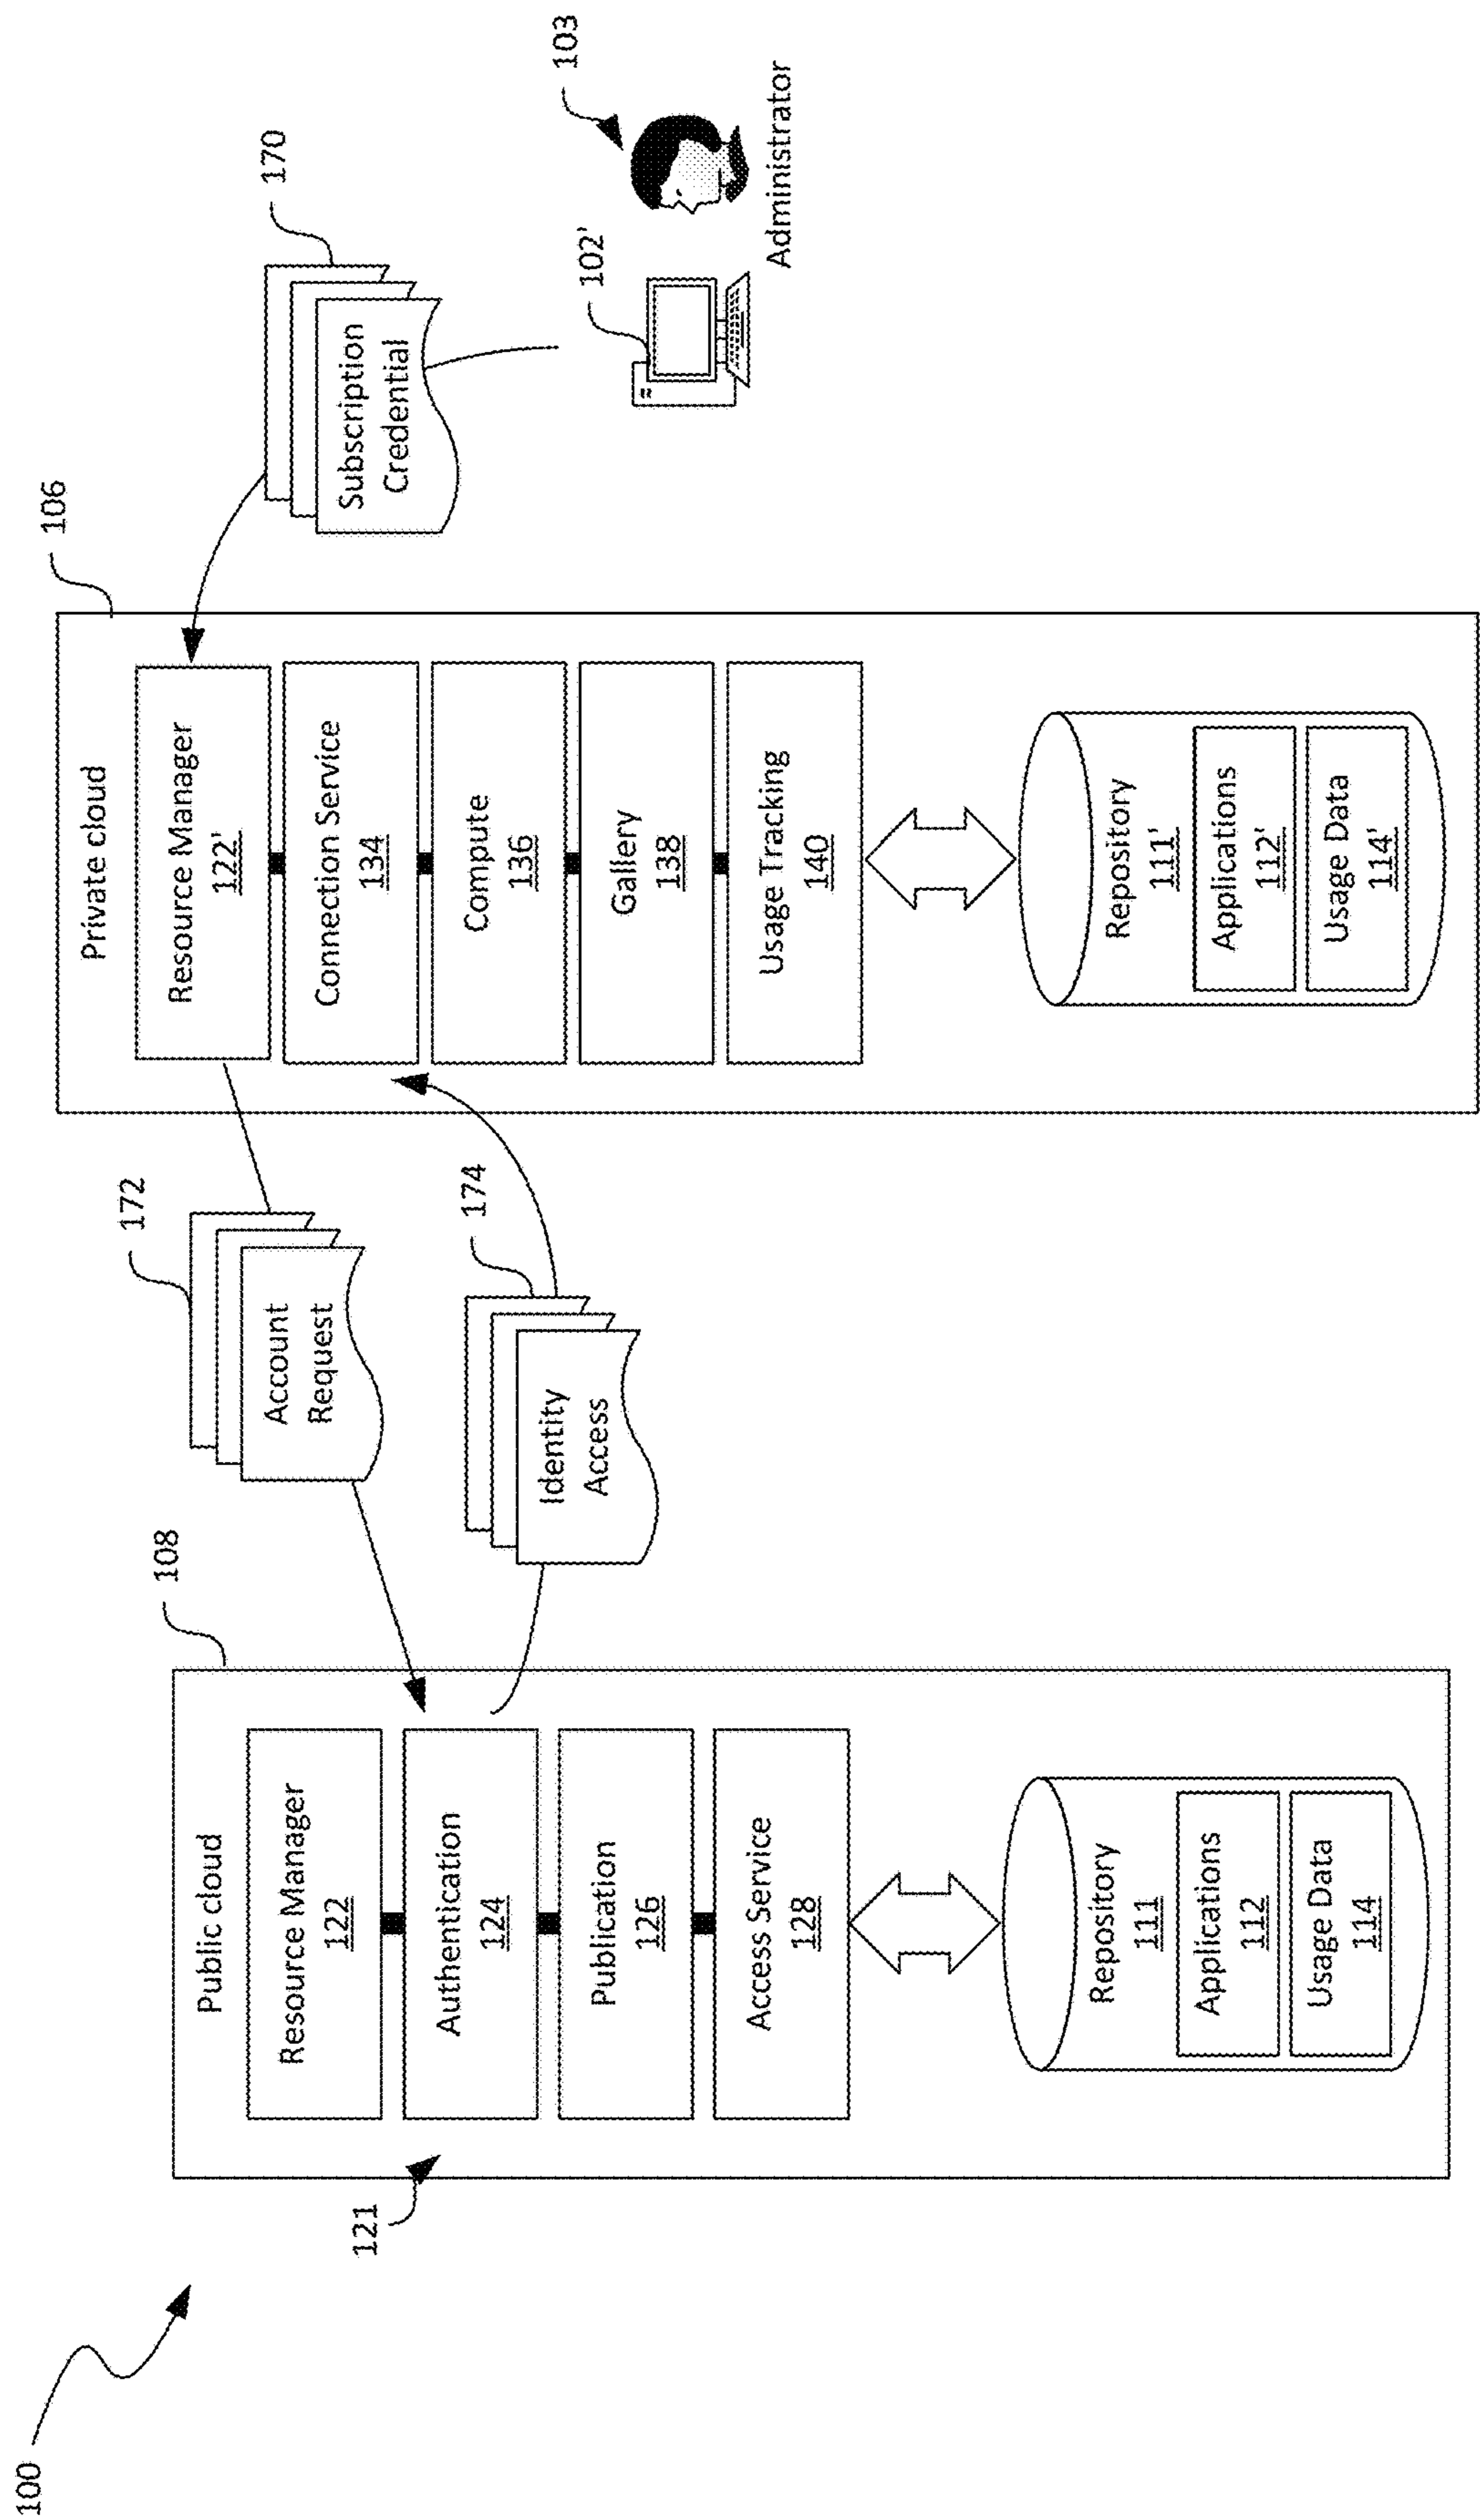 100
121
Public cloud
108
Resource Manager
122
Authentication
124
Publication
126
Access Service
128
Repository
111
Applications
112
Usage Data
114
172
Account
Request
174
Identity
Access
Private cloud
106
Resource Manager
122'
Connection Service
134
Compute
136
Gallery
138
Usage Tracking
140
Repository
111'
Applications
112'
Usage Data
114'
170
Subscription
Credential
102'
103
Administrator